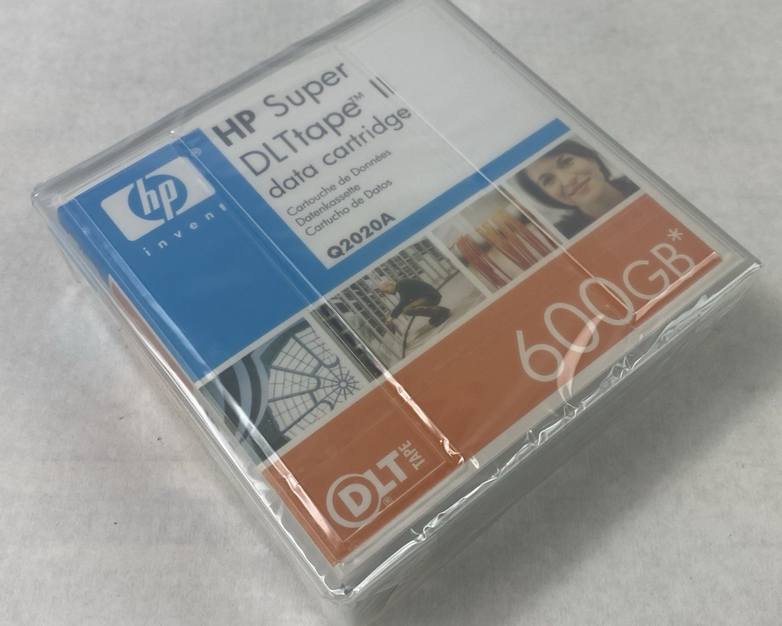 HP Super
DLTtape™ II
data cartridge
Cartouche de Données
Datenkassette
Cartucho de Datos
Q2020A
hp
®
invent
600GB*
DLT®
TAPE